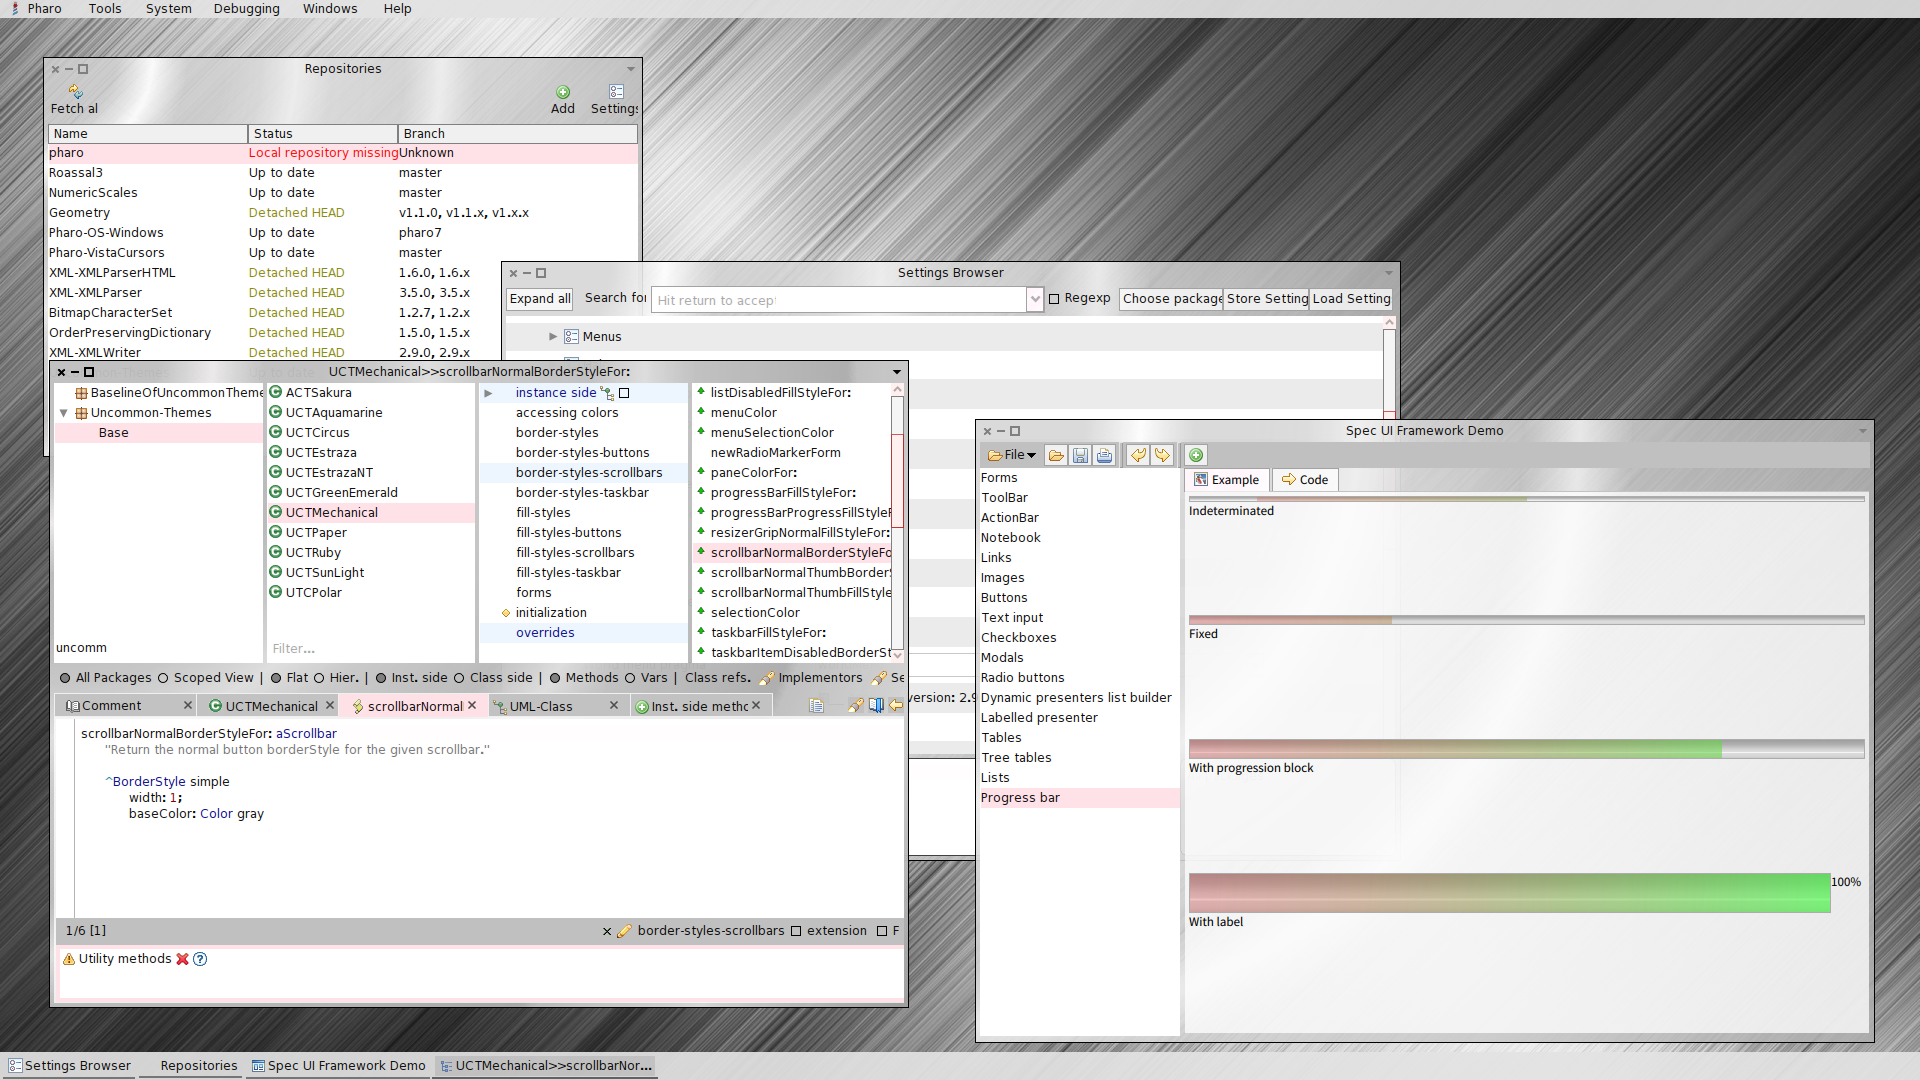 Pharo Tools System Debugging Windows Help
Repositories
Fetch al Add Settings
Name Status Branch
pharo Local repository missing Unknown
Roassal3 Up to date master
NumericScales Up to date master
Geometry Detached HEAD v1.1.0, v1.1.x, v1.x.x
Pharo-OS-Windows Up to date pharo7
Pharo-VistaCursors Up to date master
XML-XMLParserHTML Detached HEAD 1.6.0, 1.6.x
XML-XMLParser Detached HEAD 3.5.0, 3.5.x
BitmapCharacterSet Detached HEAD 1.2.7, 1.2.x
OrderPreservingDictionary Detached HEAD 1.5.0, 1.5.x
XML-XMLWriter Detached HEAD 2.9.0, 2.9.x
Settings Browser
Expand all Search for Hit return to accept Regexp Choose package Store Setting Load Setting
Menus
version: 2.9
UCTMechanical>>scrollbarNormalBorderStyleFor:
BaselineOfUncommonTheme
Uncommon-Themes
Base
uncomm
ACTSakura
UCTAquamarine
UCTCircus
UCTEstraza
UCTEstrazaNT
UCTGreenEmerald
UCTMechanical
UCTPaper
UCTRuby
UCTSunLight
UTCPolar
Filter...
instance side
accessing colors
border-styles
border-styles-buttons
border-styles-scrollbars
border-styles-taskbar
fill-styles
fill-styles-buttons
fill-styles-scrollbars
fill-styles-taskbar
forms
initialization
overrides
listDisabledFillStyleFor:
menuColor
menuSelectionColor
newRadioMarkerForm
paneColorFor:
progressBarFillStyleFor:
progressBarProgressFillStyleF
resizerGripNormalFillStyleFor:
scrollbarNormalBorderStyleFo
scrollbarNormalThumbBorderS
scrollbarNormalThumbFillStyle
selectionColor
taskbarFillStyleFor:
taskbarItemDisabledBorderSt
All Packages Scoped View | Flat Hier. | Inst. side Class side | Methods Vars | Class refs. Implementors Se
Comment UCTMechanical scrollbarNormal UML-Class Inst. side methc
scrollbarNormalBorderStyleFor: aScrollbar
"Return the normal button borderStyle for the given scrollbar."
^BorderStyle simple
width: 1;
baseColor: Color gray
1/6 [1] border-styles-scrollbars extension F
Utility methods
Spec UI Framework Demo
File
Forms
ToolBar
ActionBar
Notebook
Links
Images
Buttons
Text input
Checkboxes
Modals
Radio buttons
Dynamic presenters list builder
Labelled presenter
Tables
Tree tables
Lists
Progress bar
Example Code
Indeterminated
Fixed
With progression block
100%
With label
Settings Browser Repositories Spec UI Framework Demo UCTMechanical>>scrollbarNor...